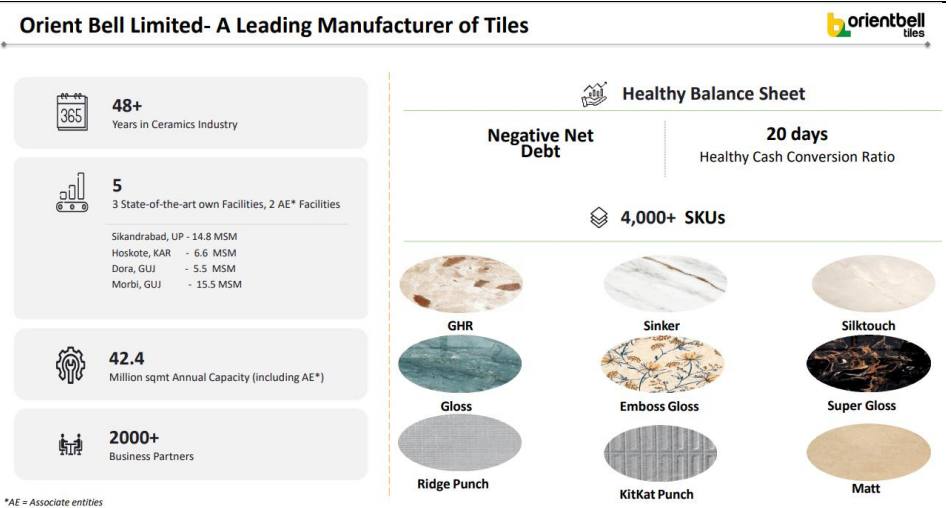 Orient Bell Limited- A Leading Manufacturer of Tiles
orientbell
tiles
365
48+
Years in Ceramics Industry
5
3 State-of-the-art own Facilities, 2 AE* Facilities
Sikandrabad, UP - 14.8 MSM
Hoskote, KAR - 6.6 MSM
Dora, GUJ - 5.5 MSM
Morbi, GUJ - 15.5 MSM
42.4
Million sqmt Annual Capacity (including AE*)
2000+
Business Partners
*AE = Associate entities
Healthy Balance Sheet
Negative Net
Debt
20 days
Healthy Cash Conversion Ratio
4,000+ SKUs
GHR
Sinker
Silktouch
Gloss
Emboss Gloss
Super Gloss
Ridge Punch
KitKat Punch
Matt